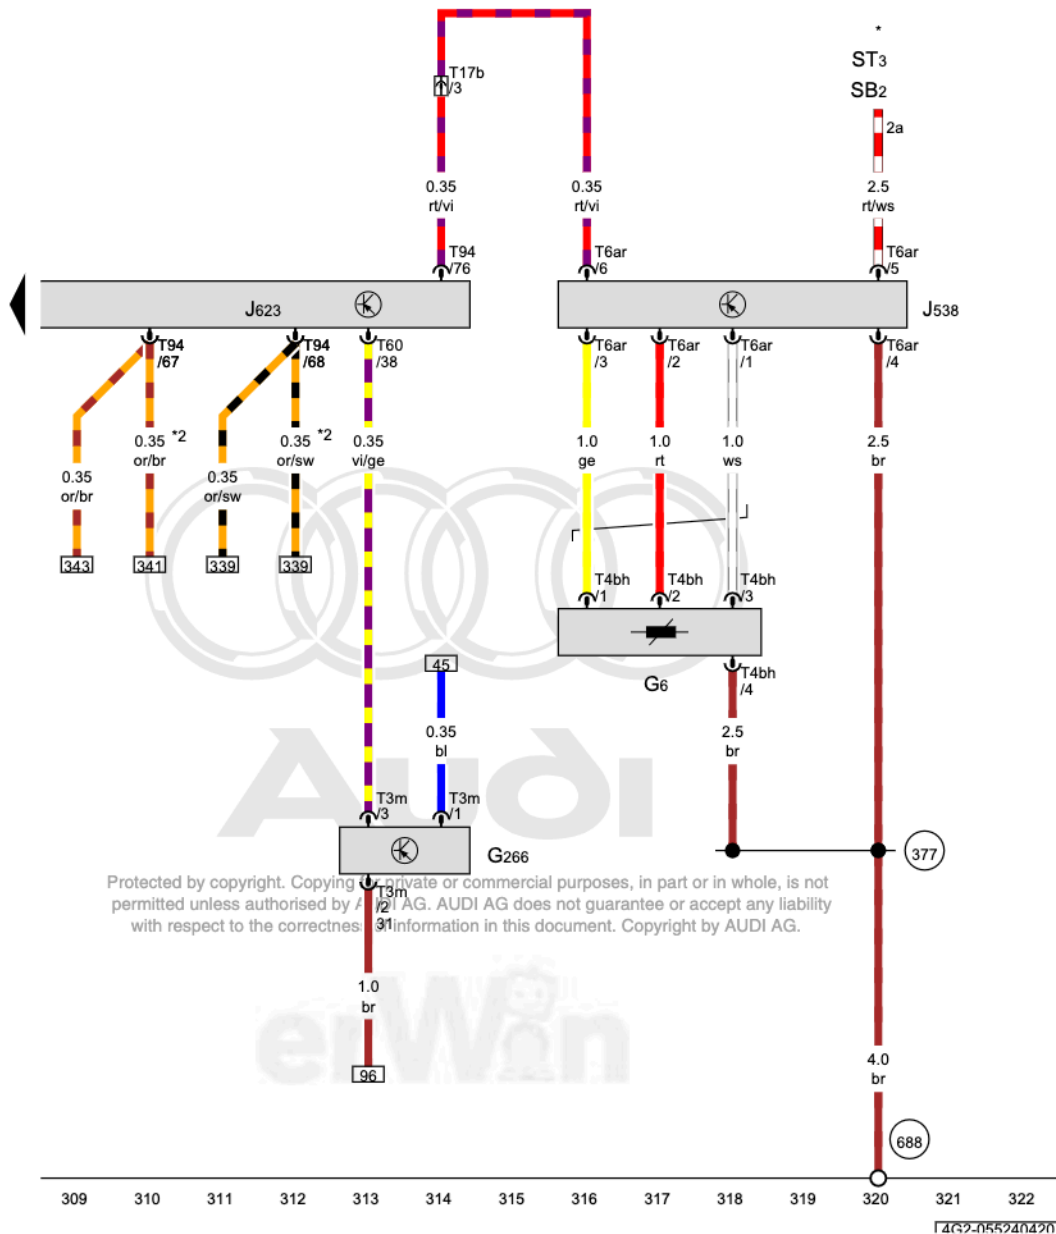 *
ST3
SB2
2a
T17b
/3
0.35
rt/vi
0.35
rt/vi
2.5
rt/ws
T94
/76
T6ar
/6
T6ar
/5
J623
J538
T94
/67
T94
/68
T60
/38
T6ar
/3
T6ar
/2
T6ar
/1
T6ar
/4
0.35
or/br
0.35 *2
or/br
0.35
or/sw
0.35 *2
or/sw
0.35
vi/ge
1.0
ge
1.0
rt
1.0
ws
2.5
br
343
341
339
339
T4bh
/1
T4bh
/2
T4bh
/3
G6
T4bh
/4
45
0.35
bl
2.5
br
Audi
T3m
/3
T3m
/1
G266
377
Protected by copyright. Copying for private or commercial purposes, in part or in whole, is not
permitted unless authorised by AUDI AG. AUDI AG does not guarantee or accept any liability
with respect to the correctness of information in this document. Copyright by AUDI AG.
T3m
/2
31
1.0
br
erWin
96
4.0
br
688
309 310 311 312 313 314 315 316 317 318 319 320 321 322
4G2-055240420